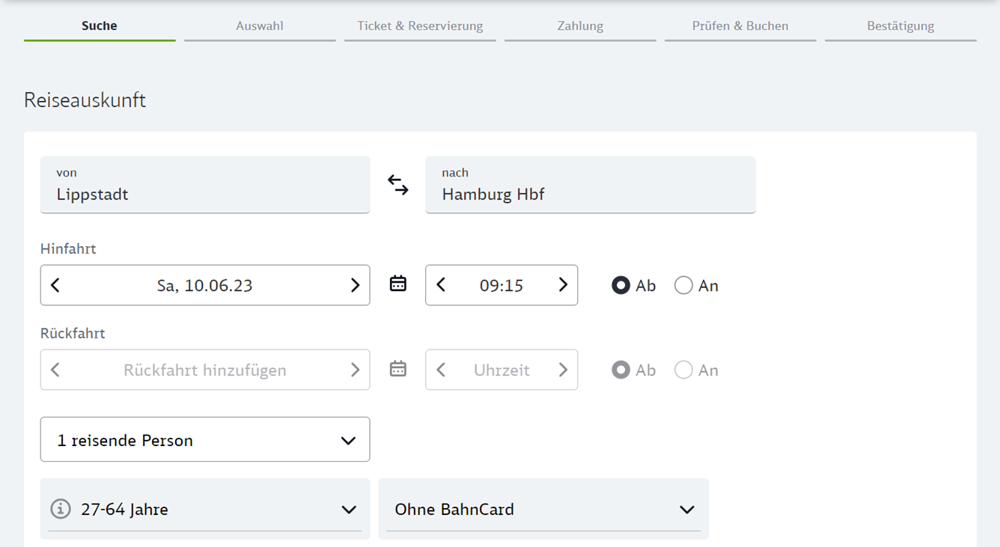 Suche Auswahl Ticket & Reservierung Zahlung Prüfen & Buchen Bestätigung
Reiseauskunft
von nach
Lippstadt Hamburg Hbf
Hinfahrt
Sa, 10.06.23 09:15 Ab An
Rückfahrt
Rückfahrt hinzufügen Uhrzeit Ab An
1 reisende Person
27-64 Jahre Ohne BahnCard